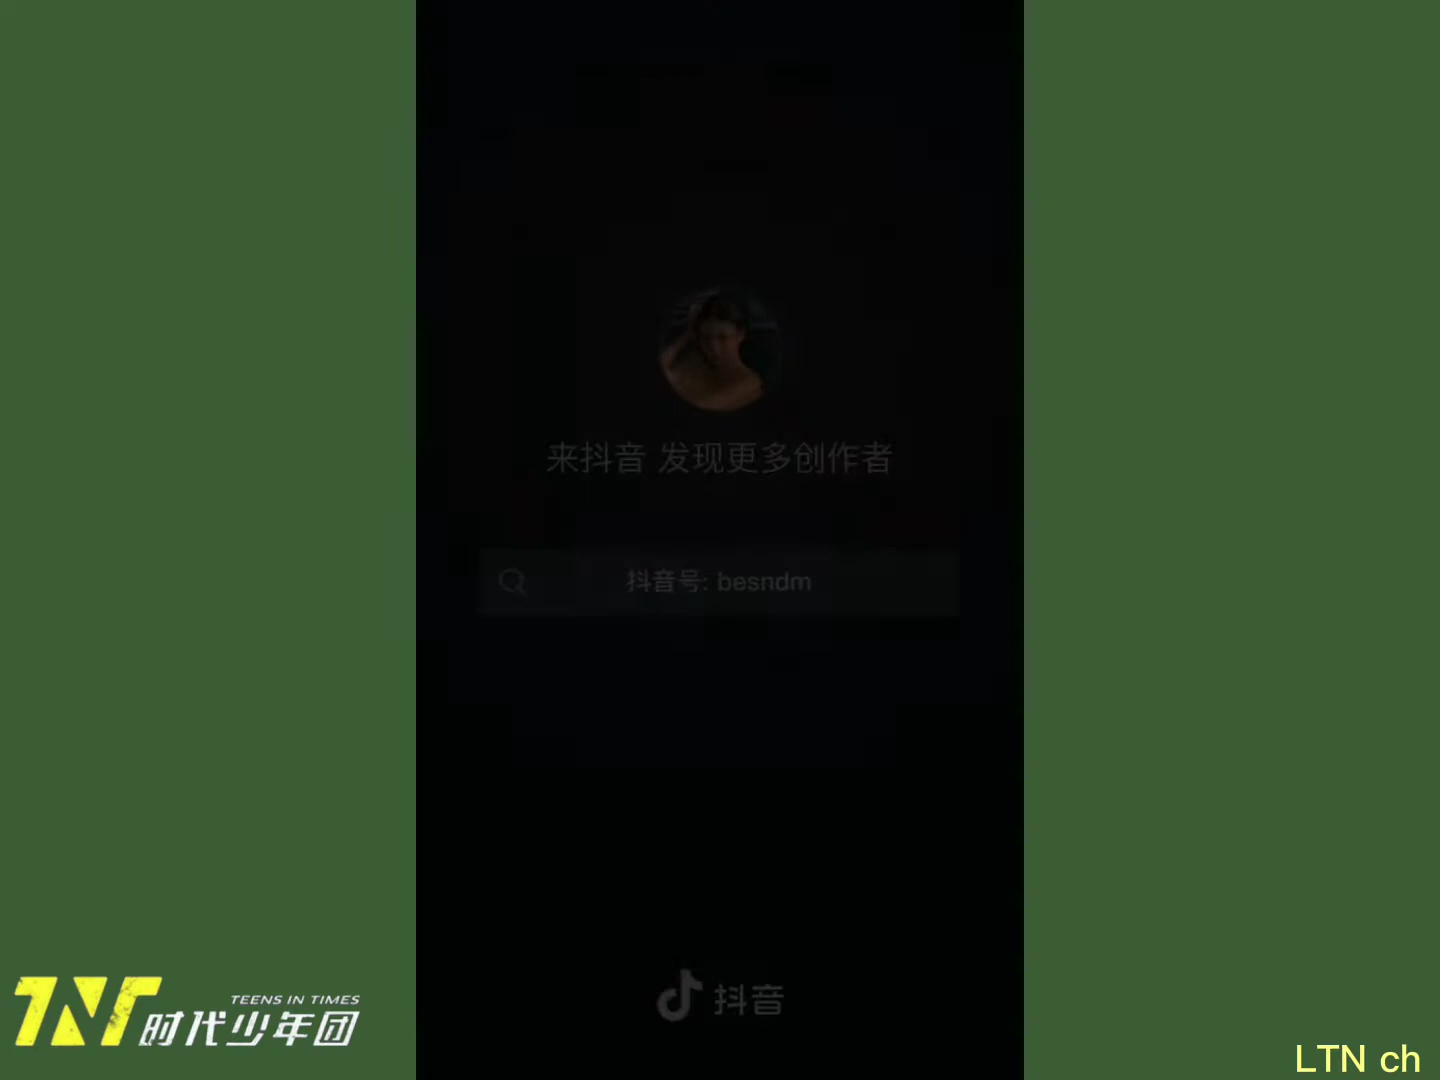 来抖音 发现更多创作者
抖音号: besndm
抖音
TNT
TEENS IN TIMES
时代少年团
LTN ch